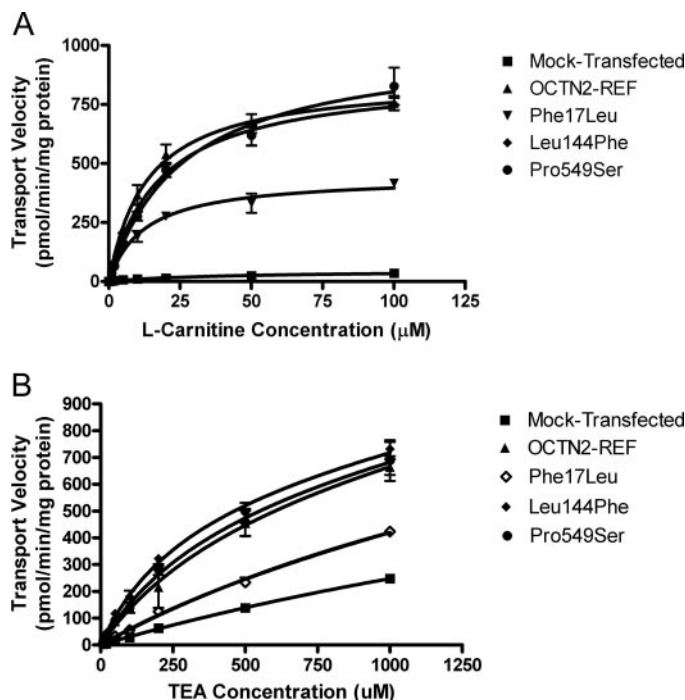 A
Transport Velocity
(pmol/min/mg protein)
1000
750
500
250
0
0
25
50
75
100
125
L-Carnitine Concentration (μM)
Mock-Transfected
OCTN2-REF
Phe17Leu
Leu144Phe
Pro549Ser
B
Transport Velocity
(pmol/min/mg protein)
900
800
700
600
500
400
300
200
100
0
0
250
500
750
1000
1250
TEA Concentration (uM)
Mock-Transfected
OCTN2-REF
Phe17Leu
Leu144Phe
Pro549Ser